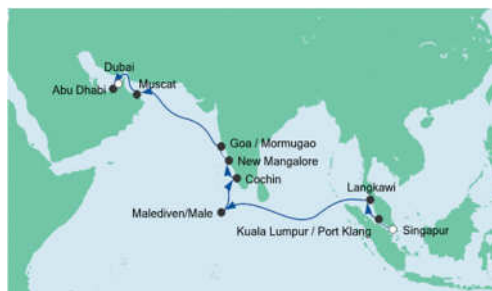 Dubai
Abu Dhabi
Muscat
Goa / Mormugao
New Mangalore
Cochin
Langkawi
Malediven/Male
Kuala Lumpur / Port Klang
Singapur